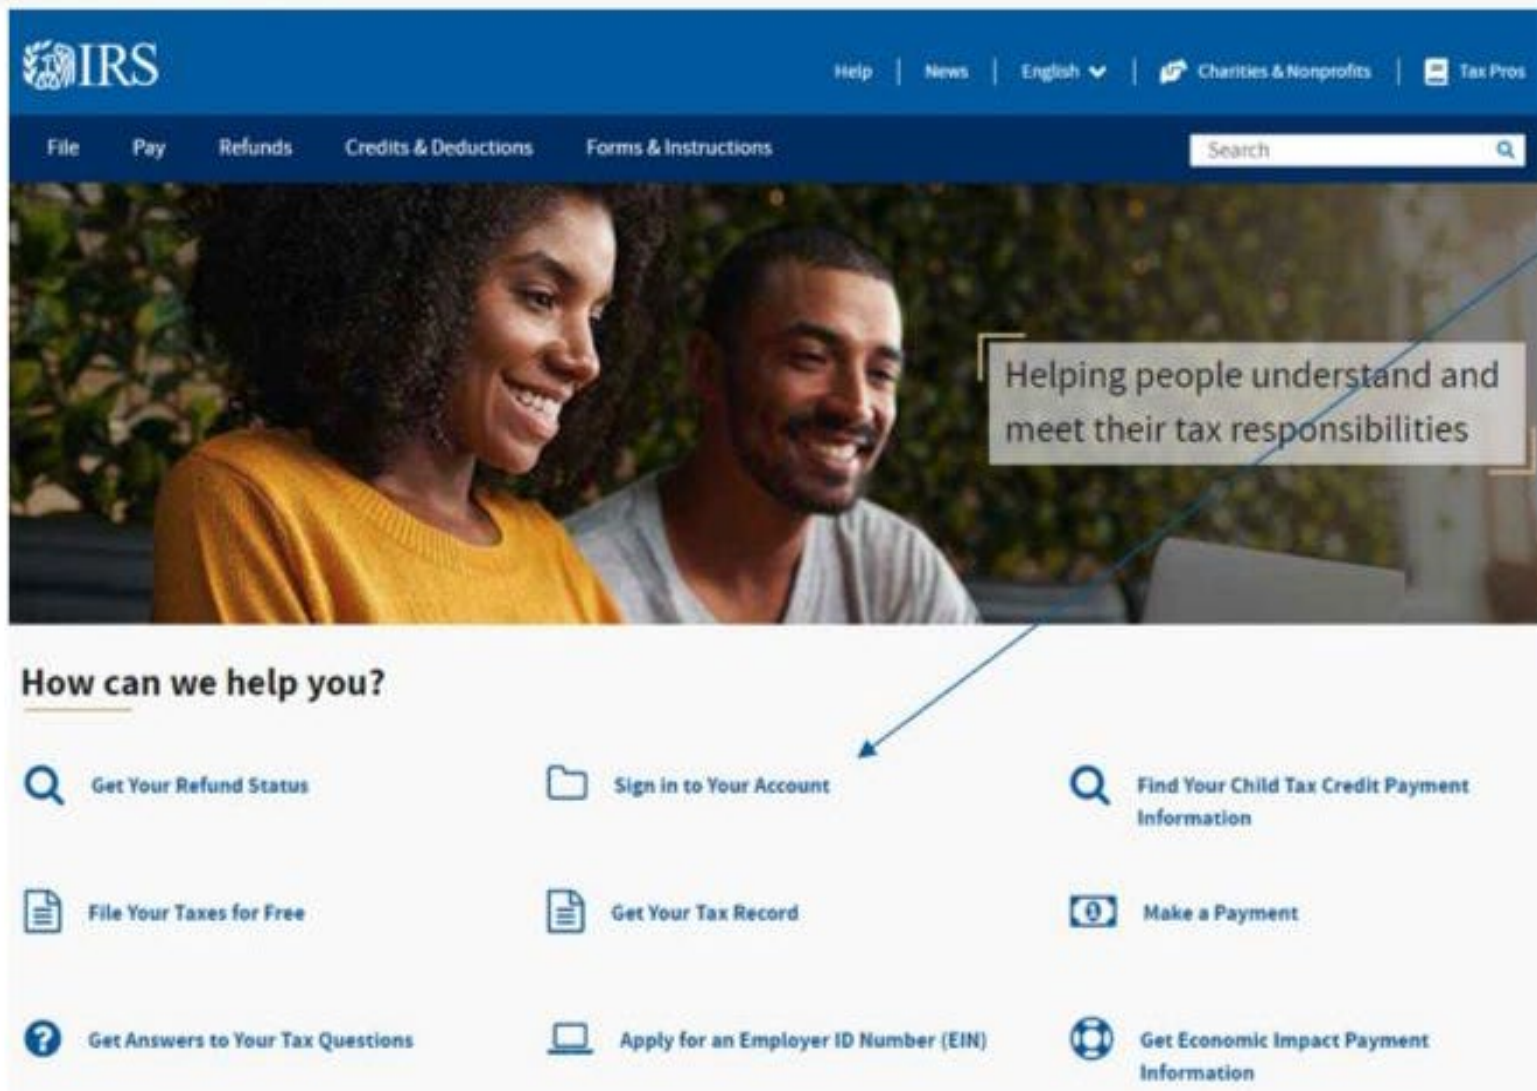 IRS
Help
News
English
Charities & Nonprofits
Tax Pros
File
Pay
Refunds
Credits & Deductions
Forms & Instructions
Search
Helping people understand and
meet their tax responsibilities
How can we help you?
Get Your Refund Status
Sign in to Your Account
Find Your Child Tax Credit Payment
Information
File Your Taxes for Free
Get Your Tax Record
Make a Payment
Get Answers to Your Tax Questions
Apply for an Employer ID Number (EIN)
Get Economic Impact Payment
Information